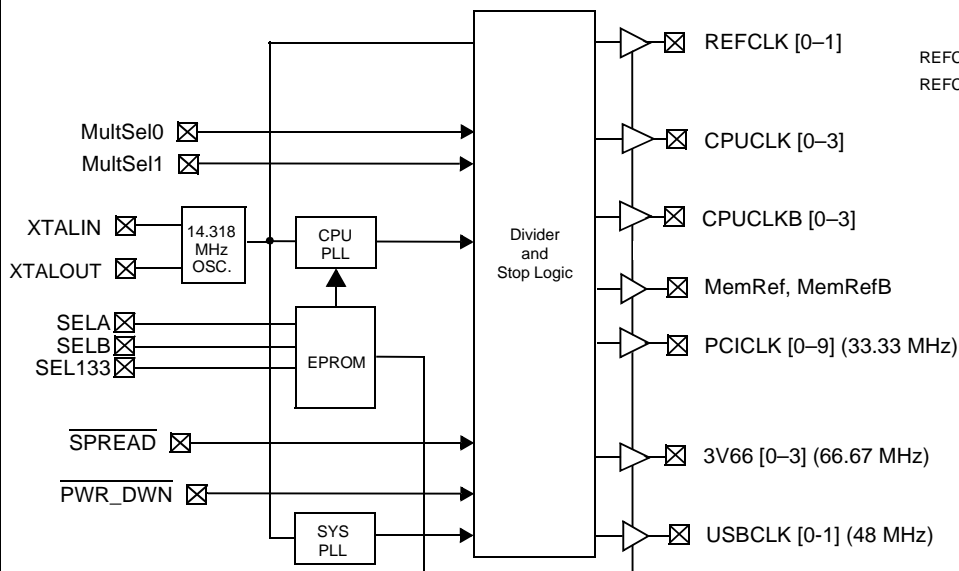 REFCLK [0–1]
REFC
REFC
MultSel0
MultSel1
CPUCLK [0–3]
XTALIN
XTALOUT
14.318
MHz
OSC.
CPU
PLL
Divider
and
Stop Logic
CPUCLKB [0–3]
MemRef, MemRefB
SELA
SELB
SEL133
EPROM
PCICLK [0–9] (33.33 MHz)
SPREAD
3V66 [0–3] (66.67 MHz)
PWR_DWN
SYS
PLL
USBCLK [0-1] (48 MHz)